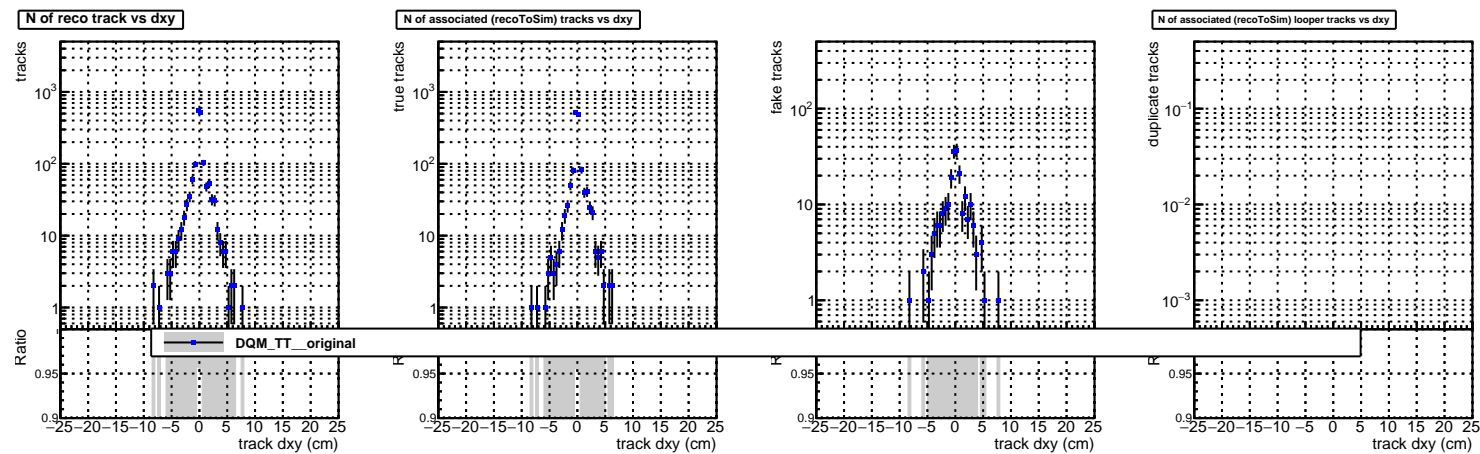 N of reco track vs dxy
tracks
10³
10²
10
1
Ratio
0.95
0.9
−25−20−15−10 −5 0 5 10 15 20 25
track dxy (cm)
N of associated (recoToSim) tracks vs dxy
true tracks
10³
10²
10
1
0.95
0.9
−25−20−15−10 −5 0 5 10 15 20 25
track dxy (cm)
fake tracks
10²
10
1
0.95
0.9
−25−20−15−10 −5 0 5 10 15 20 25
track dxy (cm)
N of associated (recoToSim) looper tracks vs dxy
duplicate tracks
10⁻¹
10⁻²
10⁻³
0.95
0.9
−25−20−15−10 −5 0 5 10 15 20 25
track dxy (cm)
DQM_TT__original